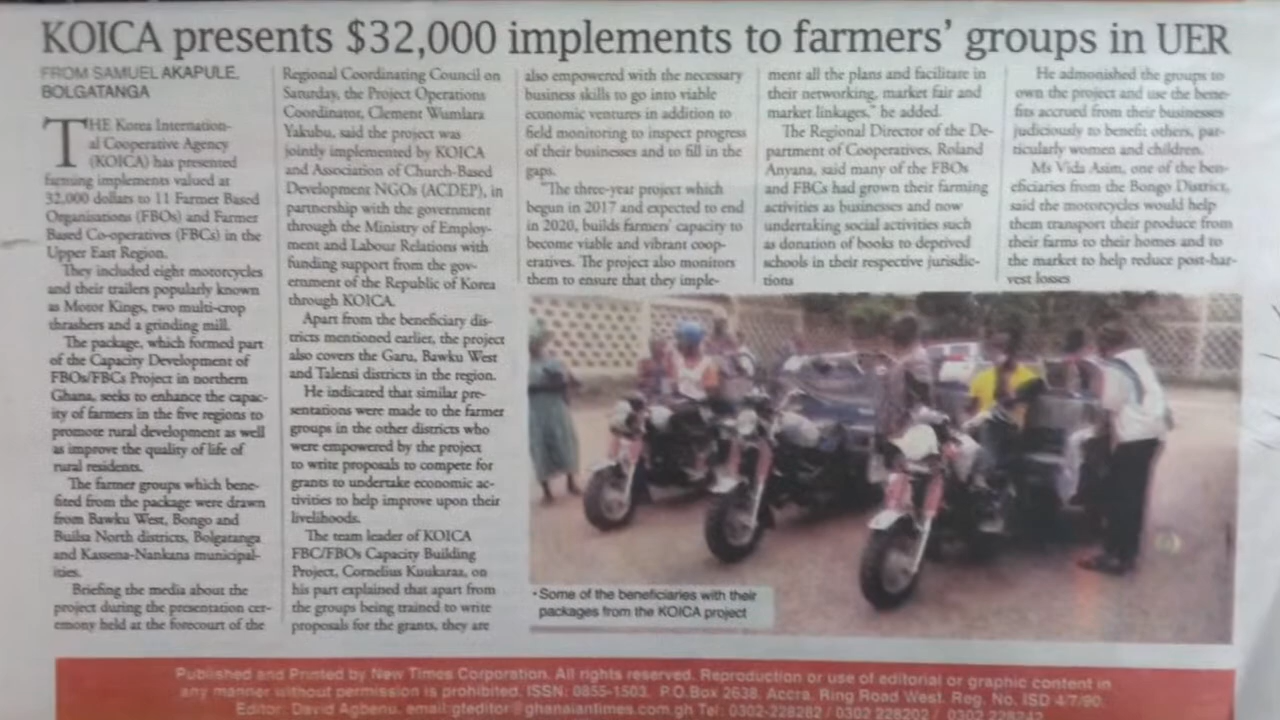 KOICA presents $32,000 implements to farmers' groups in UER
FROM SAMUEL AKAPULE,
BOLGATANGA
THE Korea Internation-
al Cooperative Agency
(KOICA) has presented
farming implements valued at
32,000 dollars to 11 Farmer Based
Organisations (FBOs) and Farmer
Based Co-operatives (FBCs) in the
Upper East Region.
They included eight motorcycles
and their trailers popularly known
as Motor Kings, two multi-crop
thrashers and a grinding mill.
The package, which formed part
of the Capacity Development of
FBOs/FBCs Project in northern
Ghana, seeks to enhance the capac-
ity of farmers in the five regions to
promote rural development as well
as improve the quality of life of
rural residents.
The farmer groups which bene-
fited from the package were drawn
from Bawku West, Bongo and
Builsa North districts, Bolgatanga
and Kassena-Nankana municipal-
ities.
Briefing the media about the
project during the presentation cer-
emony held at the forecourt of the
Regional Coordinating Council on
Saturday, the Project Operations
Coordinator, Clement Wumlara
Yakubu, said the project was
jointly implemented by KOICA
and Association of Church-Based
Development NGOs (ACDEP), in
partnership with the government
through the Ministry of Employ-
ment and Labour Relations with
funding support from the gov-
ernment of the Republic of Korea
through KOICA.
Apart from the beneficiary dis-
tricts mentioned earlier, the project
also covers the Garu, Bawku West
and Talensi districts in the region.
He indicated that similar pre-
sentations were made to the farmer
groups in the other districts who
were empowered by the project
to write proposals to compete for
grants to undertake economic ac-
tivities to help improve upon their
livelihoods.
The team leader of KOICA
FBC/FBOs Capacity Building
Project, Cornelius Kuukaraa, on
his part explained that apart from
the groups being trained to write
proposals for the grants, they are
also empowered with the necessary
business skills to go into viable
economic ventures in addition to
field monitoring to inspect progress
of their businesses and to fill in the
gaps.
"The three-year project which
begun in 2017 and expected to end
in 2020, builds farmers' capacity to
become viable and vibrant coop-
eratives. The project also monitors
them to ensure that they imple-
ment all the plans and facilitate in
their networking, market fair and
market linkages," he added.
The Regional Director of the De-
partment of Cooperatives, Roland
Anyana, said many of the FBOs
and FBCs had grown their farming
activities as businesses and now
undertaking social activities such
as donation of books to deprived
schools in their respective jurisdic-
tions
He admonished the groups to
own the project and use the bene-
fits accrued from their businesses
judiciously to benefit others, par-
ticularly women and children.
Ms Vida Asim, one of the ben-
eficiaries from the Bongo District,
said the motorcycles would help
them transport their produce from
their farms to their homes and to
the market to help reduce post-har-
vest losses
• Some of the beneficiaries with their
packages from the KOICA project
Published and Printed by New Times Corporation. All rights reserved. Reproduction or use of editorial or graphic content in
any manner without permission is prohibited. ISSN: 0855-1503. P.O.Box 2638, Accra, Ring Road West. Reg. No. ISD 4/7/90.
Editor: David Agbenu. email:gteditor@ghanaiantimes.com.gh Tel: 0302-228282 / 0302 228202 / 0302